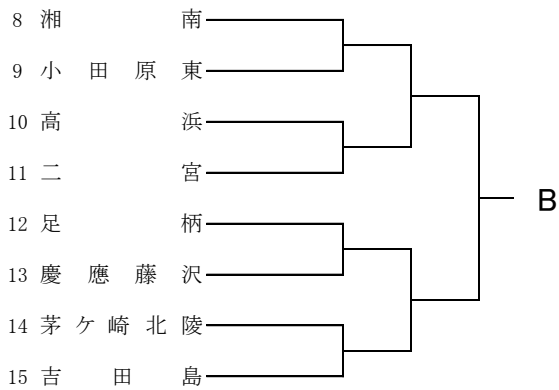 8 湘南
9 小田原東
10 高浜
11 二宮
12 足柄
13 慶應藤沢
14 茅ケ崎北陵
15 吉田島
B